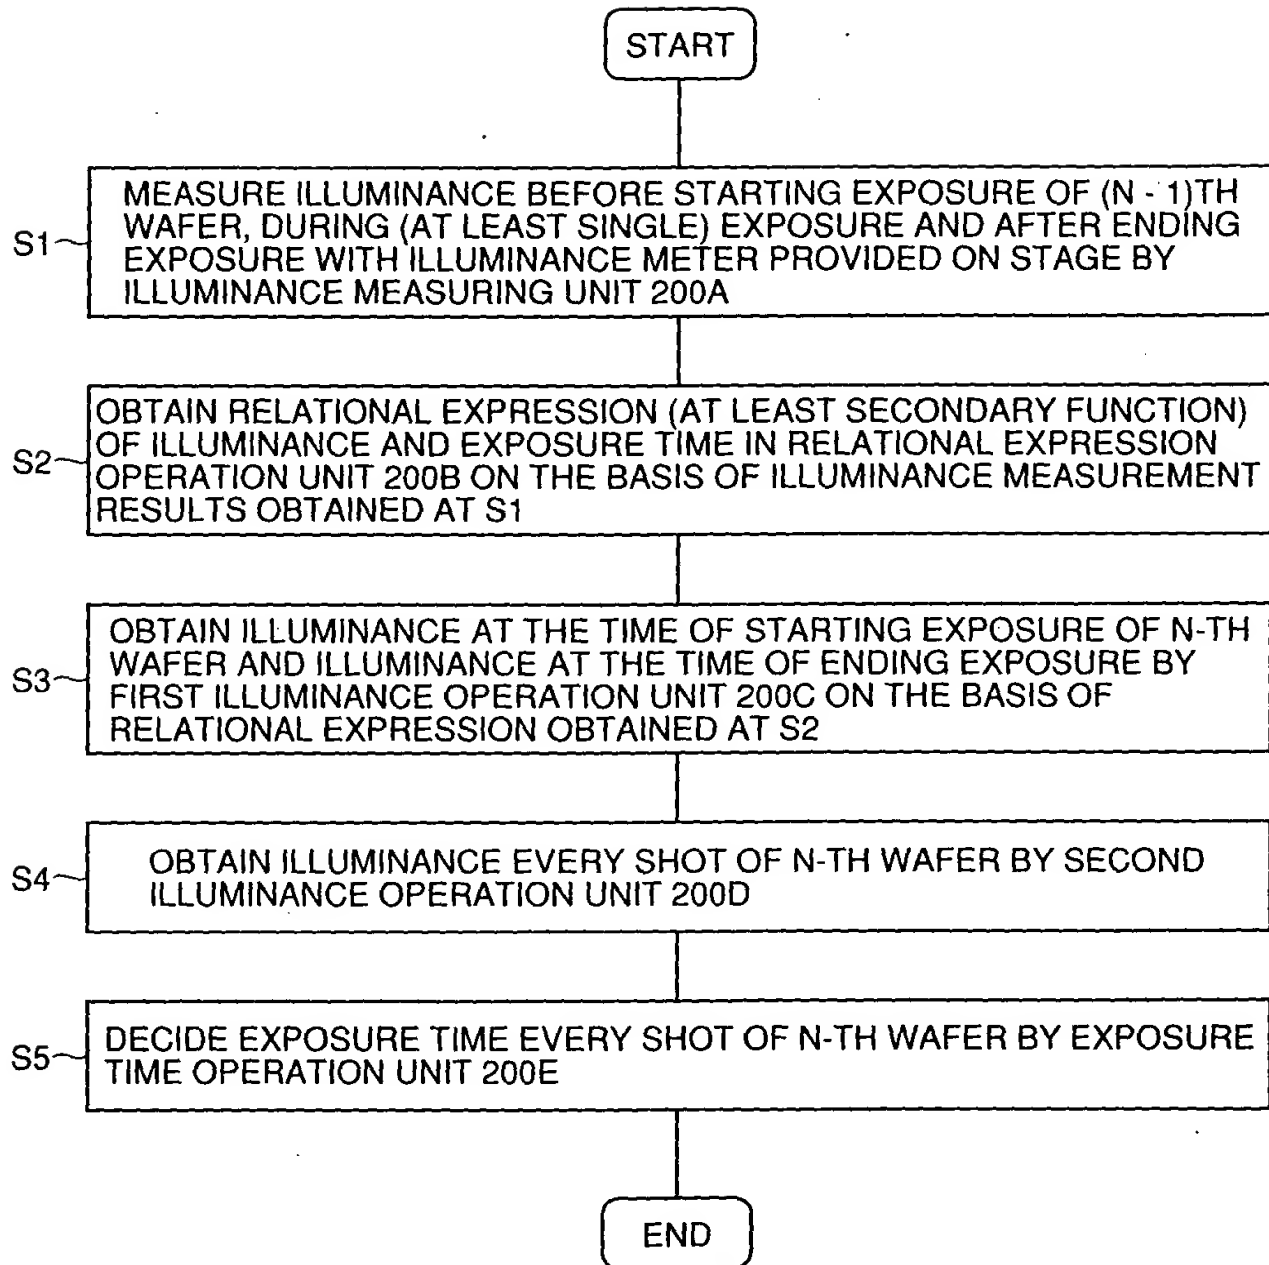 START
S1
MEASURE ILLUMINANCE BEFORE STARTING EXPOSURE OF (N - 1)TH
WAFER, DURING (AT LEAST SINGLE) EXPOSURE AND AFTER ENDING
EXPOSURE WITH ILLUMINANCE METER PROVIDED ON STAGE BY
ILLUMINANCE MEASURING UNIT 200A
S2
OBTAIN RELATIONAL EXPRESSION (AT LEAST SECONDARY FUNCTION)
OF ILLUMINANCE AND EXPOSURE TIME IN RELATIONAL EXPRESSION
OPERATION UNIT 200B ON THE BASIS OF ILLUMINANCE MEASUREMENT
RESULTS OBTAINED AT S1
S3
OBTAIN ILLUMINANCE AT THE TIME OF STARTING EXPOSURE OF N-TH
WAFER AND ILLUMINANCE AT THE TIME OF ENDING EXPOSURE BY
FIRST ILLUMINANCE OPERATION UNIT 200C ON THE BASIS OF
RELATIONAL EXPRESSION OBTAINED AT S2
S4
OBTAIN ILLUMINANCE EVERY SHOT OF N-TH WAFER BY SECOND
ILLUMINANCE OPERATION UNIT 200D
S5
DECIDE EXPOSURE TIME EVERY SHOT OF N-TH WAFER BY EXPOSURE
TIME OPERATION UNIT 200E
END